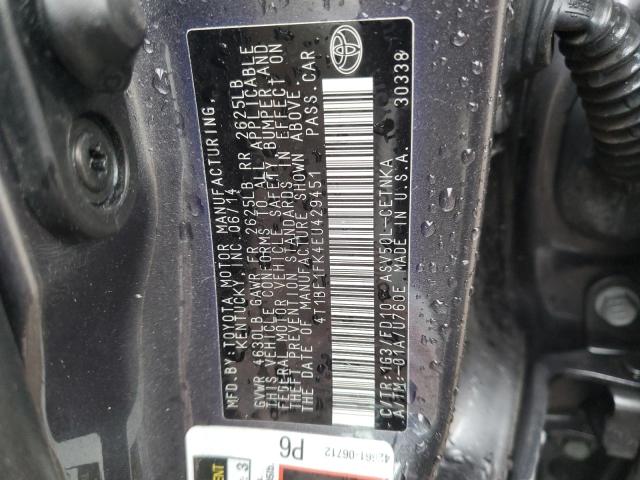 MFD.BY: TOYOTA MOTOR MANUFACTURING,
KENTUCKY, INC. 06/14
GVWR 4630LB GAWR FR 2625LB RR 2625LB
THIS VEHICLE CONFORMS TO ALL APPLICABLE
FEDERAL MOTOR VEHICLE SAFETY, BUMPER, AND
THEFT PREVENTION STANDARDS IN EFFECT ON
THE DATE OF MANUFACTURE SHOWN ABOVE.
4T1BF1FK4EU429451 PASS. CAR
C/TR:1G3/FD10 ASV50L-CETNKA
A/TM:-01A/U760E MADE IN U.S.A.
30338
P6
42661-06712